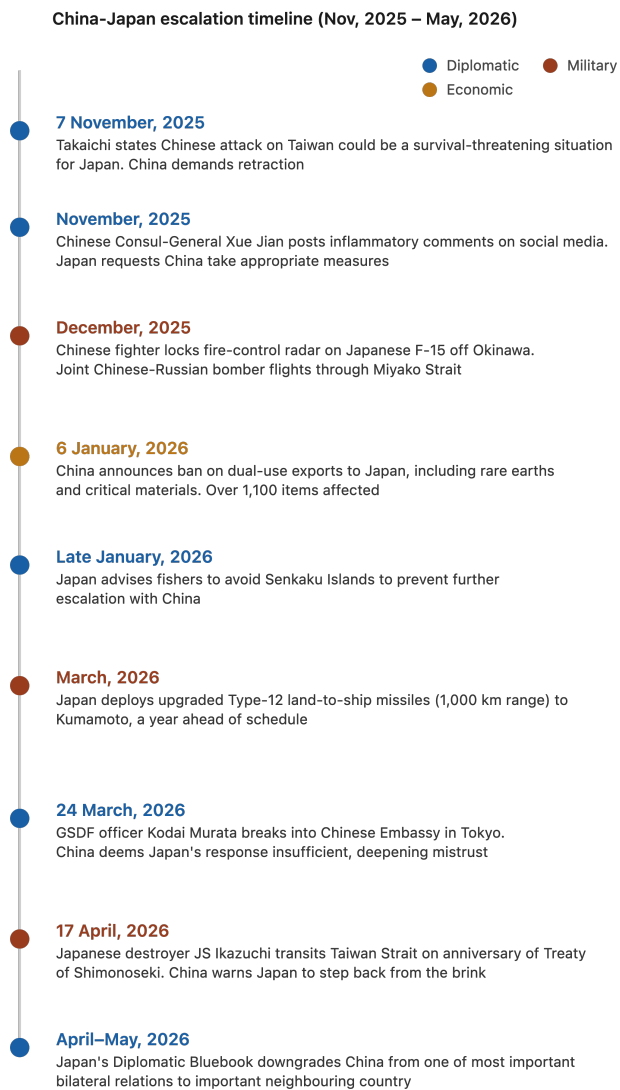 China-Japan escalation timeline (Nov, 2025 – May, 2026)
Diplomatic
Military
Economic
7 November, 2025
Takaichi states Chinese attack on Taiwan could be a survival-threatening situation
for Japan. China demands retraction
November, 2025
Chinese Consul-General Xue Jian posts inflammatory comments on social media.
Japan requests China take appropriate measures
December, 2025
Chinese fighter locks fire-control radar on Japanese F-15 off Okinawa.
Joint Chinese-Russian bomber flights through Miyako Strait
6 January, 2026
China announces ban on dual-use exports to Japan, including rare earths
and critical materials. Over 1,100 items affected
Late January, 2026
Japan advises fishers to avoid Senkaku Islands to prevent further
escalation with China
March, 2026
Japan deploys upgraded Type-12 land-to-ship missiles (1,000 km range) to
Kumamoto, a year ahead of schedule
24 March, 2026
GSDF officer Kodai Murata breaks into Chinese Embassy in Tokyo.
China deems Japan's response insufficient, deepening mistrust
17 April, 2026
Japanese destroyer JS Ikazuchi transits Taiwan Strait on anniversary of Treaty
of Shimonoseki. China warns Japan to step back from the brink
April–May, 2026
Japan's Diplomatic Bluebook downgrades China from one of most important
bilateral relations to important neighbouring country